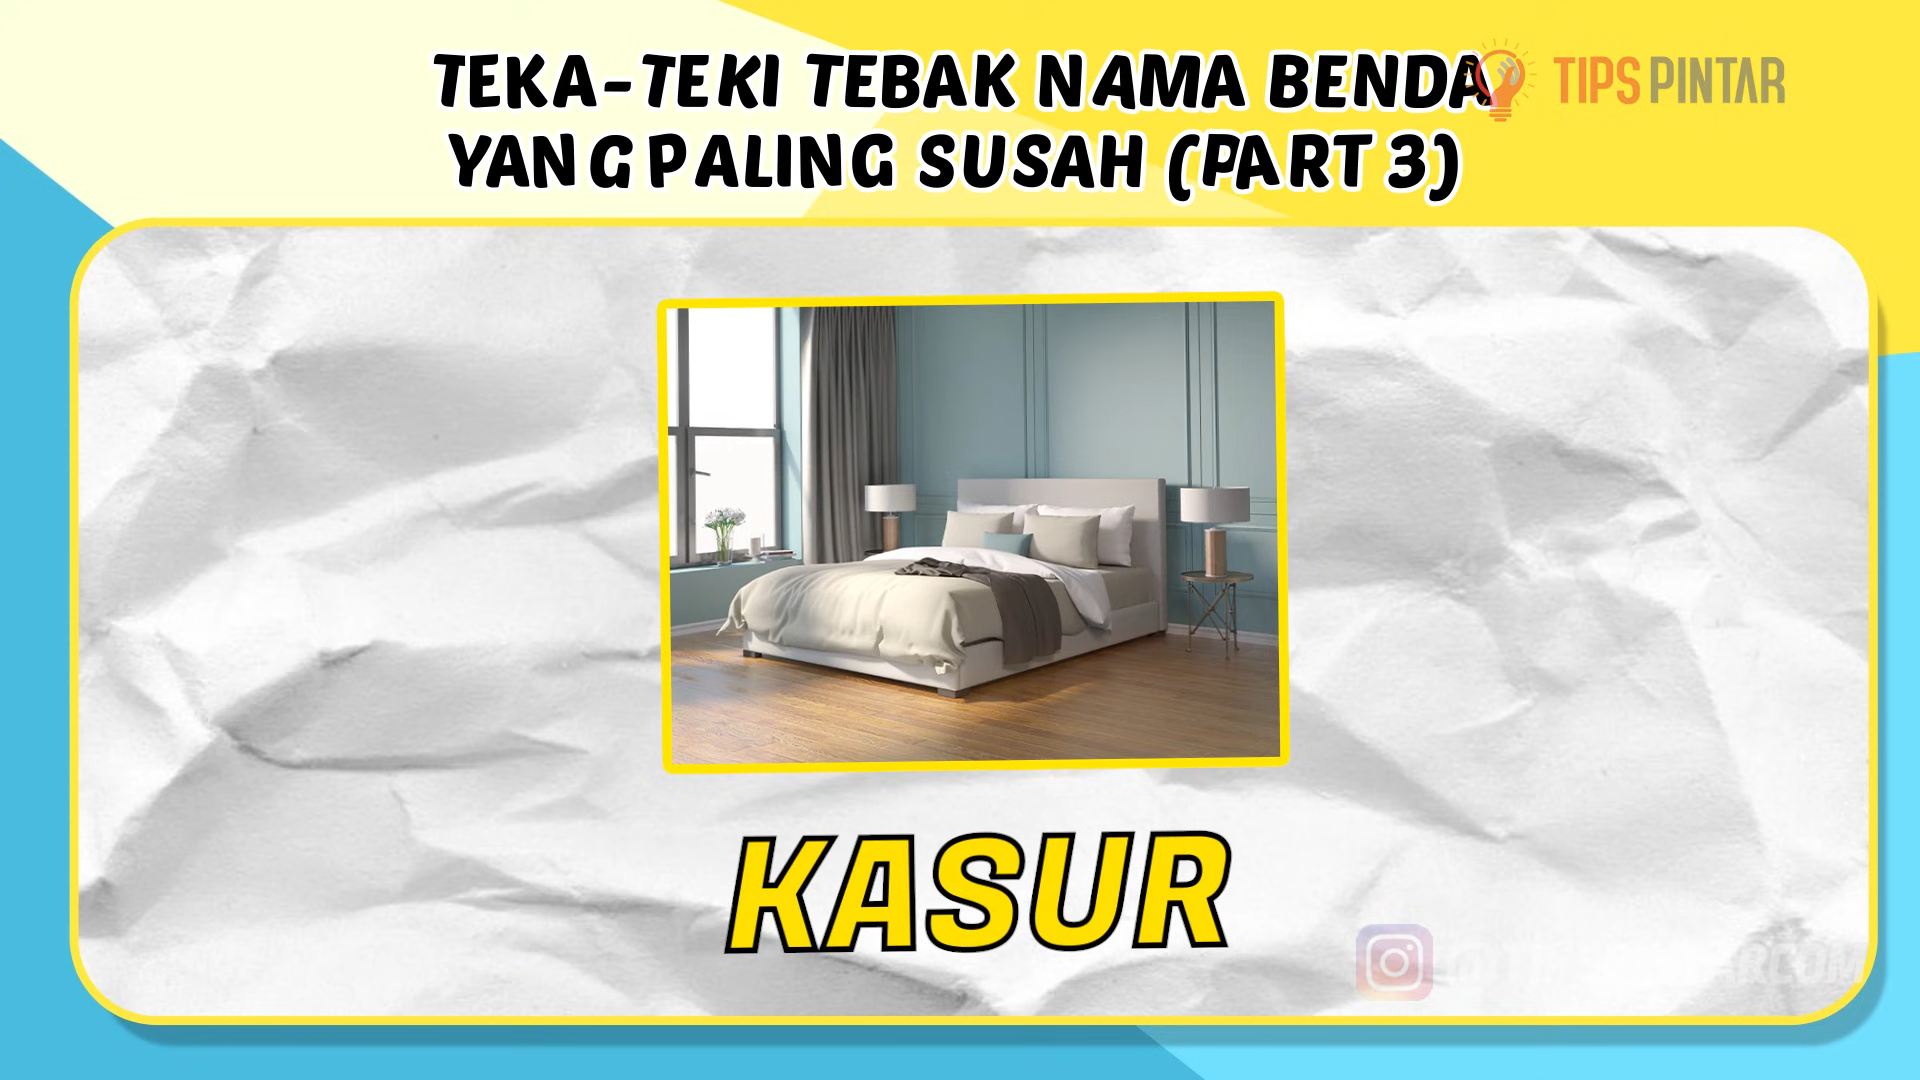 TEKA-TEKI TEBAK NAMA BENDA
YANG PALING SUSAH (PART 3)
TIPS PINTAR
KASUR